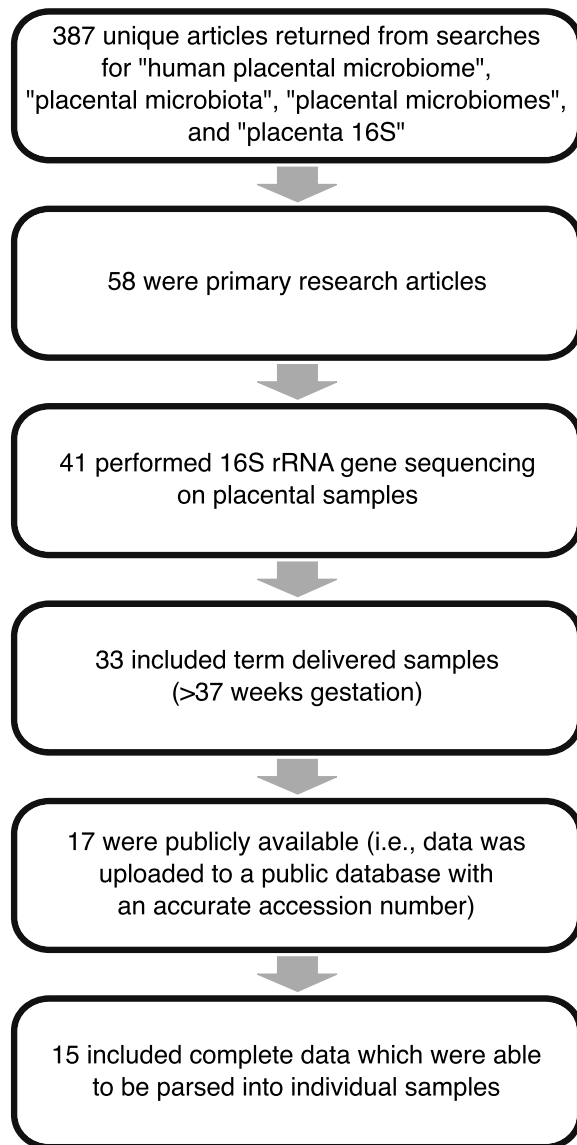 387 unique articles returned from searches
for "human placental microbiome",
"placental microbiota", "placental microbiomes",
and "placenta 16S"
58 were primary research articles
41 performed 16S rRNA gene sequencing
on placental samples
33 included term delivered samples
(>37 weeks gestation)
17 were publicly available (i.e., data was
uploaded to a public database with
an accurate accession number)
15 included complete data which were able
to be parsed into individual samples